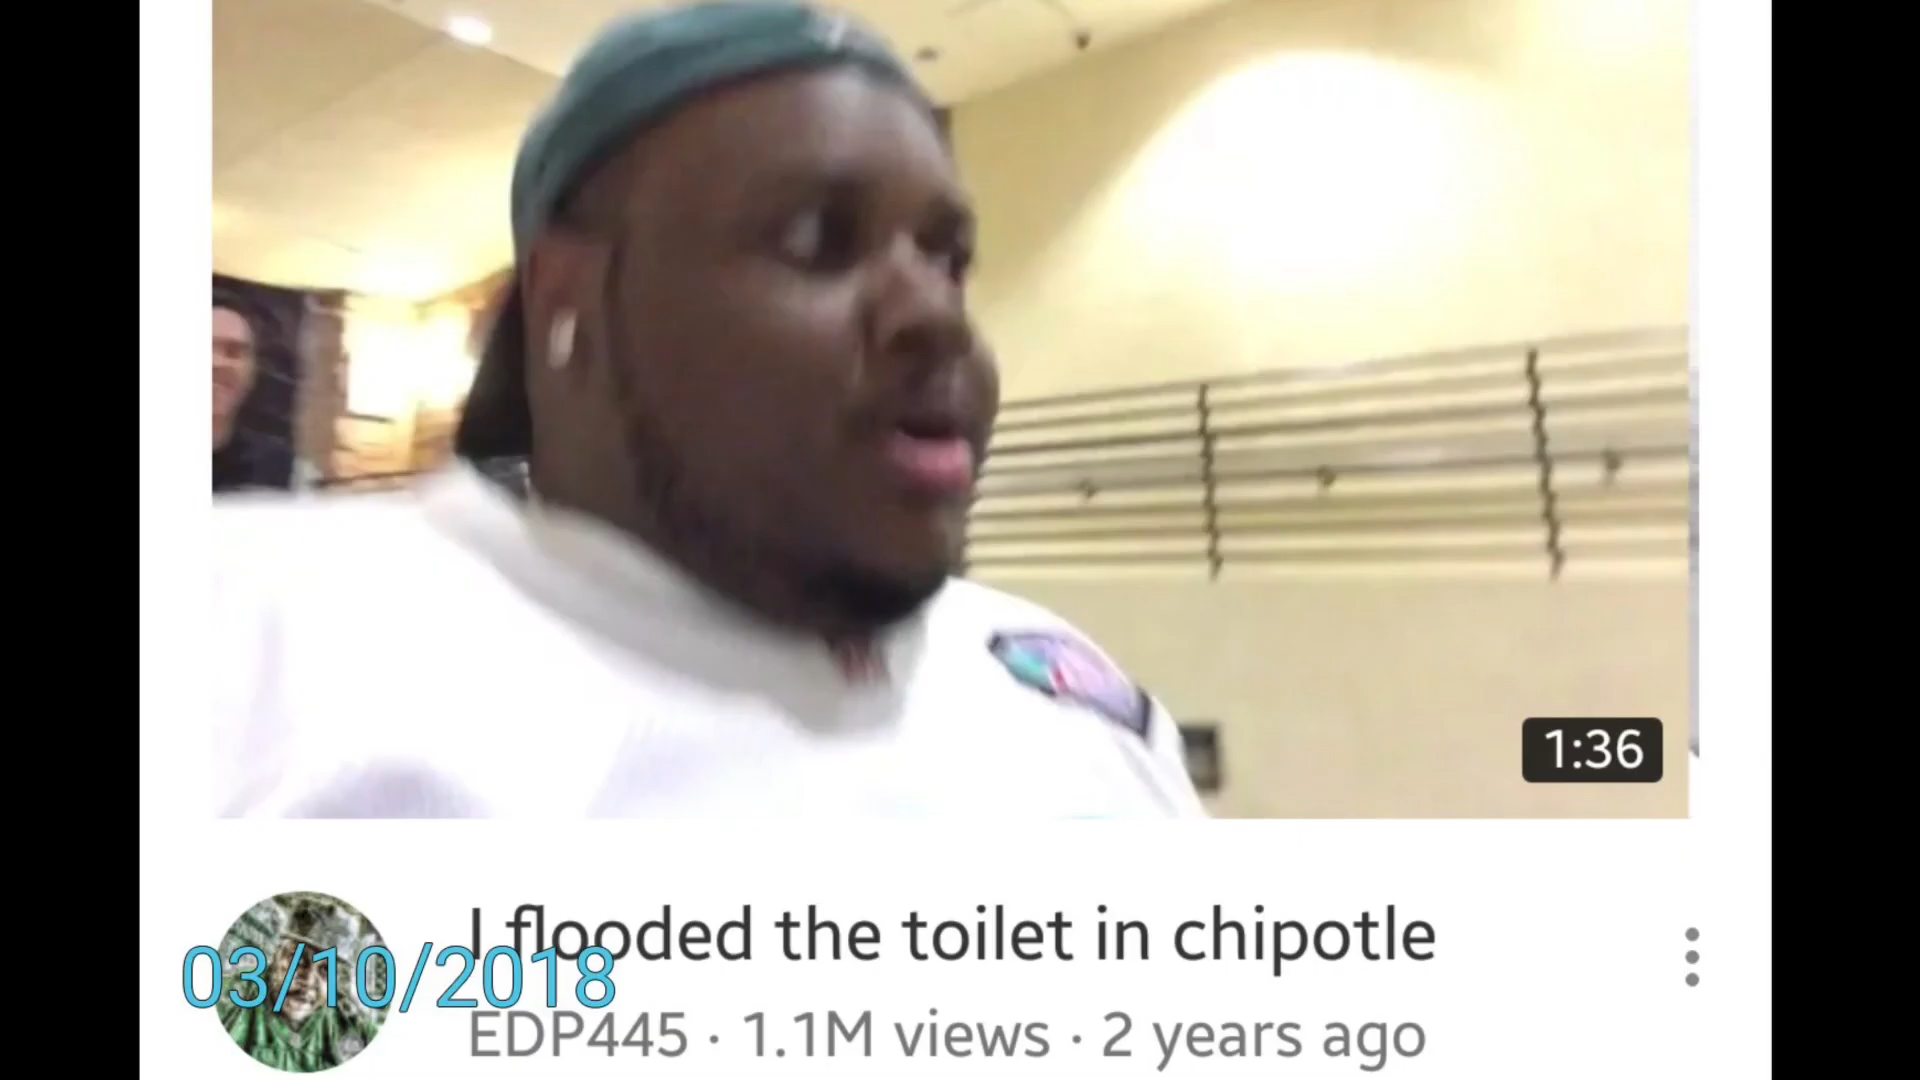 1:36
I flooded the toilet in chipotle
03/10/2018
EDP445 · 1.1M views · 2 years ago